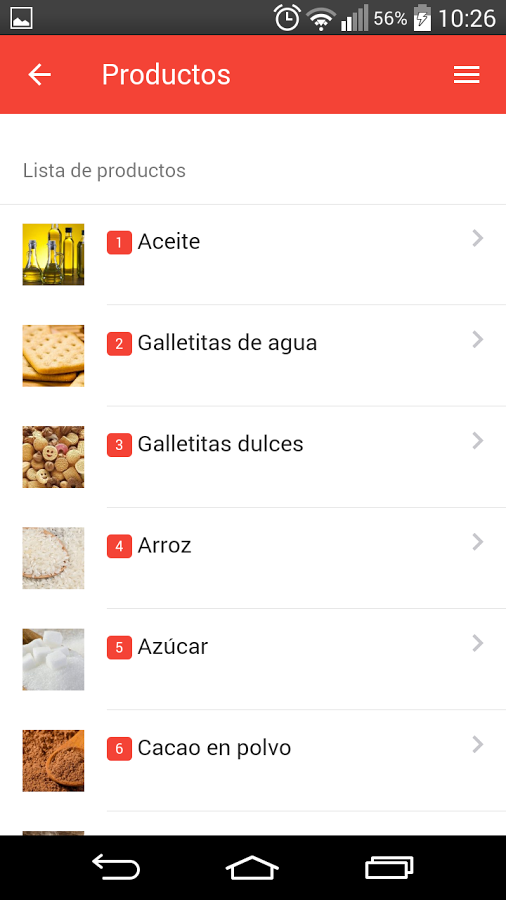 56% 10:26
Productos
Lista de productos
1 Aceite
2 Galletitas de agua
3 Galletitas dulces
4 Arroz
5 Azúcar
6 Cacao en polvo